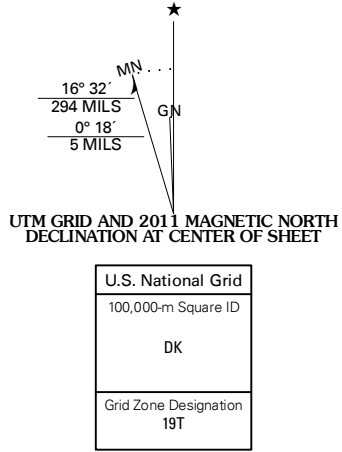 ★
MN
16° 32´
294 MILS
GN
0° 18´
5 MILS
UTM GRID AND 2011 MAGNETIC NORTH
DECLINATION AT CENTER OF SHEET
U.S. National Grid
100,000-m Square ID
DK
Grid Zone Designation
19T